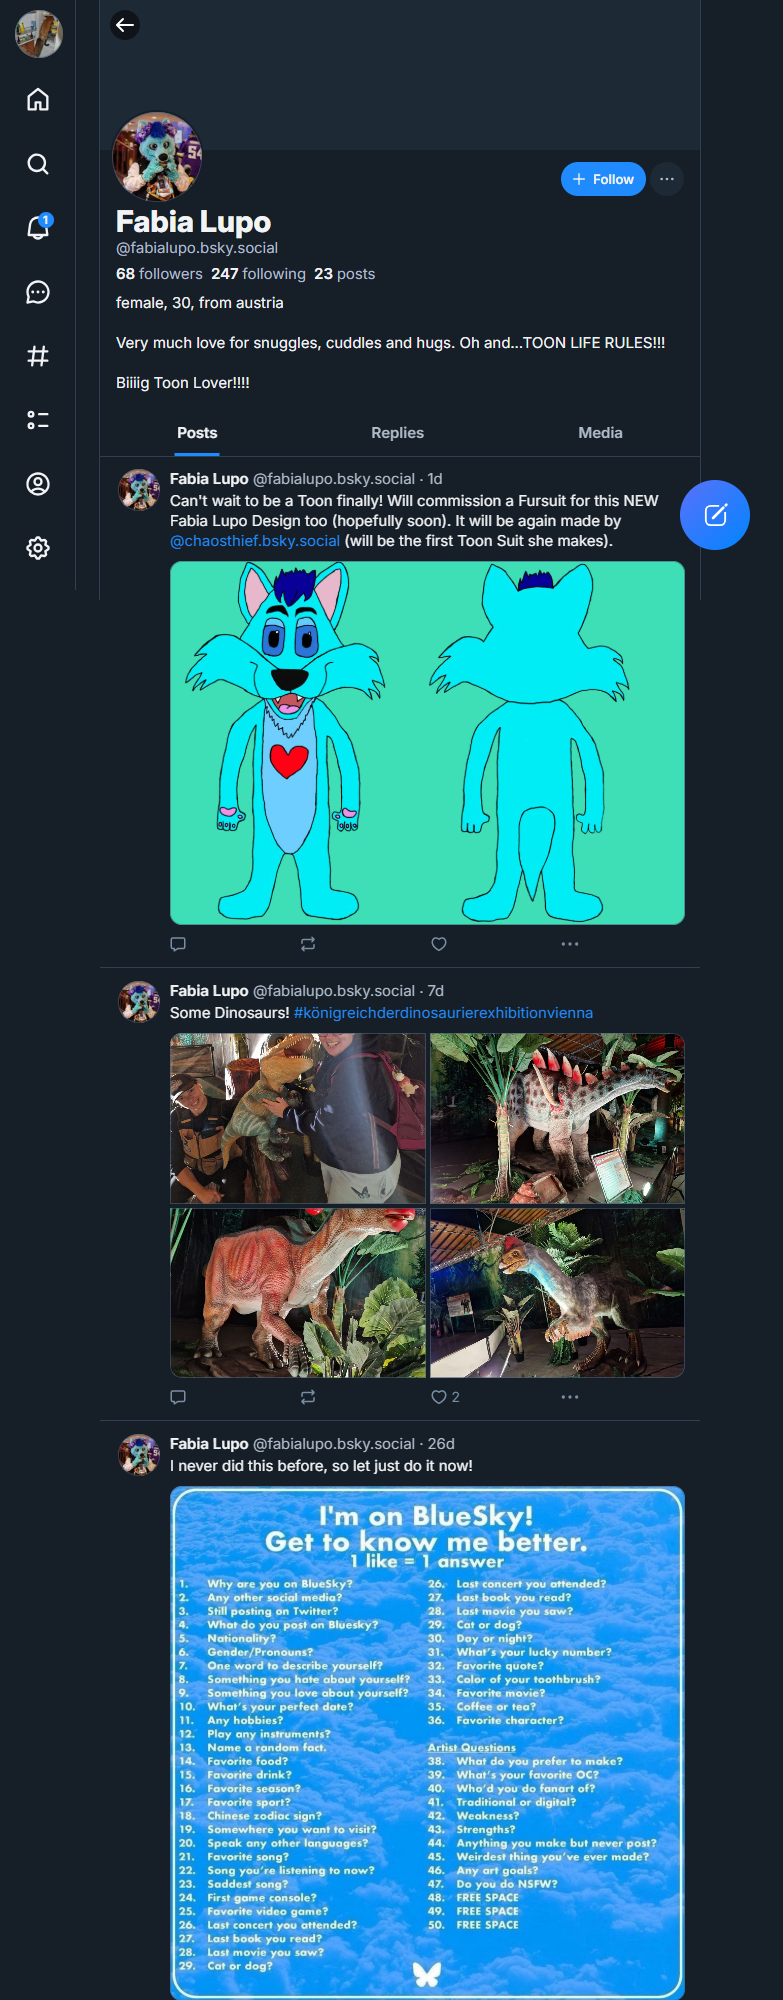 1
+ Follow
Fabia Lupo
@fabialupo.bsky.social
68 followers 247 following 23 posts
female, 30, from austria
Very much love for snuggles, cuddles and hugs. Oh and...TOON LIFE RULES!!!
Biiiig Toon Lover!!!!
Posts Replies Media
Fabia Lupo @fabialupo.bsky.social · 1d
Can't wait to be a Toon finally! Will commission a Fursuit for this NEW
Fabia Lupo Design too (hopefully soon). It will be again made by
@chaosthief.bsky.social (will be the first Toon Suit she makes).
Fabia Lupo @fabialupo.bsky.social · 7d
Some Dinosaurs! #königreichderdinosaurierexhibitionvienna
2
Fabia Lupo @fabialupo.bsky.social · 26d
I never did this before, so let just do it now!
I'm on BlueSky!
Get to know me better.
1 like = 1 answer
1. Why are you on BlueSky?
2. Any other social media?
3. Still posting on Twitter?
4. What do you post on Bluesky?
5. Nationality?
6. Gender/Pronouns?
7. One word to describe yourself?
8. Something you hate about yourself?
9. Something you love about yourself?
10. What's your perfect date?
11. Any hobbies?
12. Play any instruments?
13. Name a random fact.
14. Favorite food?
15. Favorite drink?
16. Favorite season?
17. Favorite sport?
18. Chinese zodiac sign?
19. Somewhere you want to visit?
20. Speak any other languages?
21. Favorite song?
22. Song you're listening to now?
23. Saddest song?
24. First game console?
25. Favorite video game?
26. Last concert you attended?
27. Last book you read?
28. Last movie you saw?
29. Cat or dog?
26. Last concert you attended?
27. Last book you read?
28. Last movie you saw?
29. Cat or dog?
30. Day or night?
31. What's your lucky number?
32. Favorite quote?
33. Color of your toothbrush?
34. Favorite movie?
35. Coffee or tea?
36. Favorite character?
Artist Questions
38. What do you prefer to make?
39. What's your favorite OC?
40. Who'd you do fanart of?
41. Traditional or digital?
42. Weakness?
43. Strengths?
44. Anything you make but never post?
45. Weirdest thing you've ever made?
46. Any art goals?
47. Do you do NSFW?
48. FREE SPACE
49. FREE SPACE
50. FREE SPACE